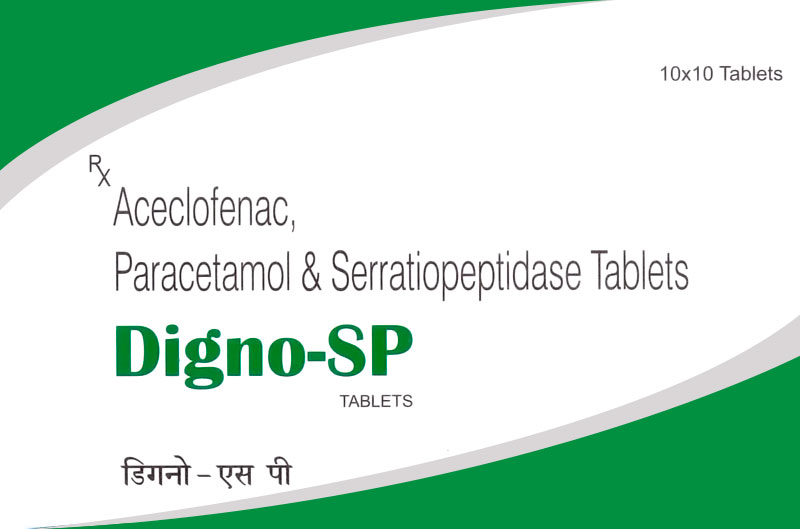 10x10 Tablets
Rx
Aceclofenac,
Paracetamol & Serratiopeptidase Tablets
Digno-SP
TABLETS
डिगनो - एस पी